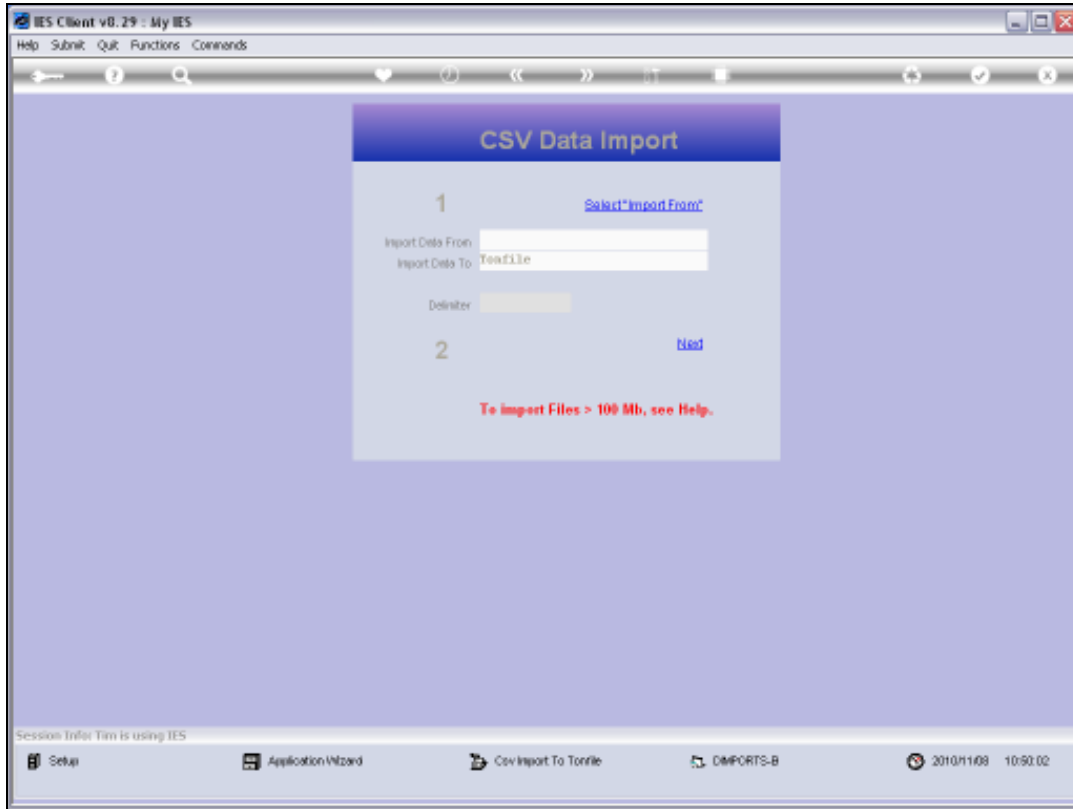 IES Client v8.29 : My IES
Help Submit Quit Functions Commands
CSV Data Import
1
Select "Import From"
Import Data From
Import Data To Tonfile
Delimiter
2
Next
To import Files > 100 Mb, see Help.
Session Info: Tim is using IES
Setup Application Wizard Csv Import To Tonfile DIMPORTS-B 2010/11/08 10:50:02